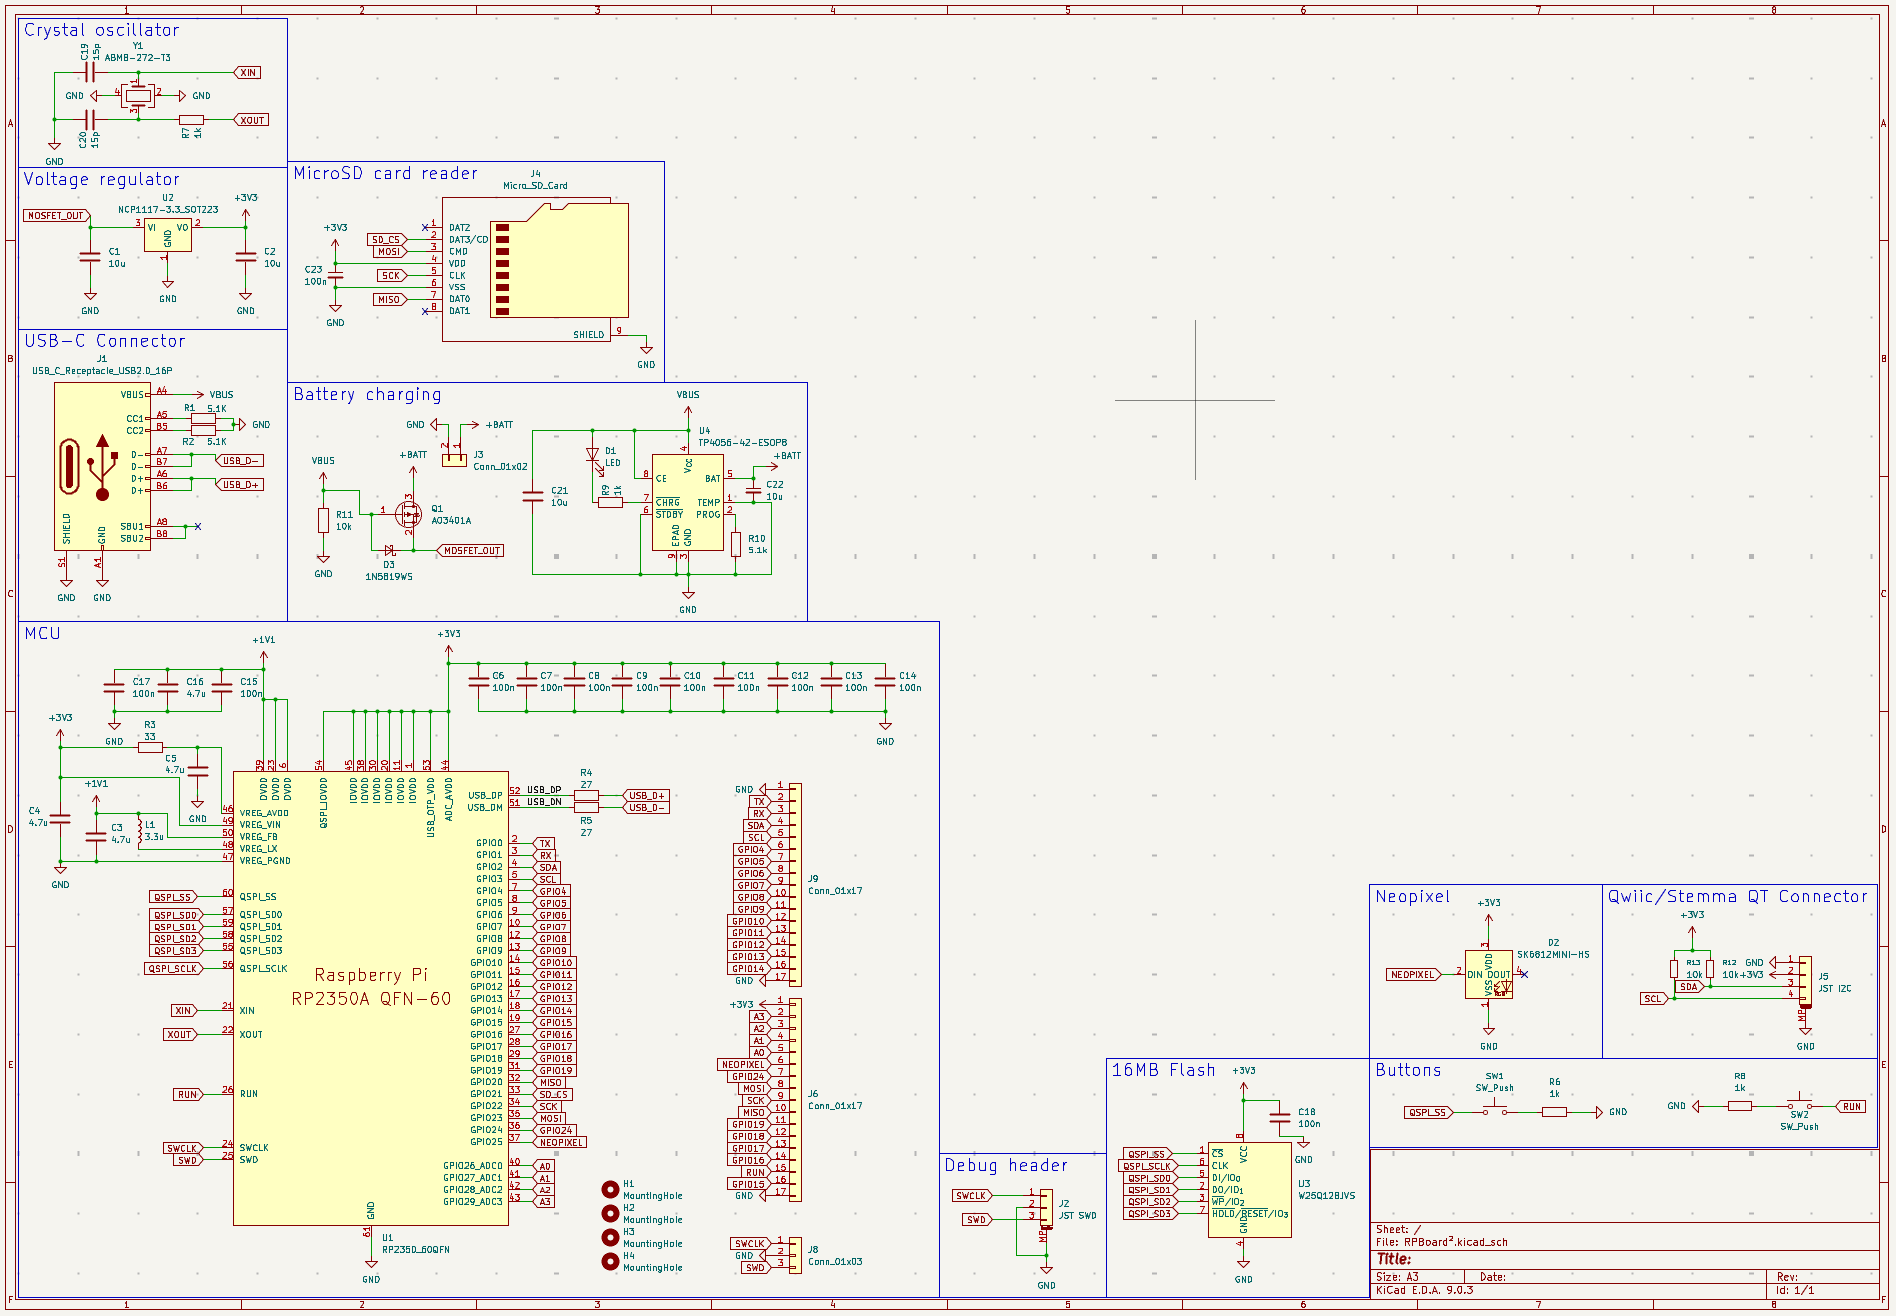 1 2 3 4 5 6 7 8
A B C D E F
Crystal oscillator
C19
15p
Y1
ABM8-272-T3
XIN
GND
4
1
2
3
GND
C20
15p
R7
1k
XOUT
GND
Voltage regulator
MOSFET_OUT
U2
NCP1117-3.3_SOT223
+3V3
3 VI
VO 2
GND
1
C1
10u
C2
10u
GND
GND
GND
USB-C Connector
J1
USB_C_Receptacle_USB2.0_16P
VBUS A4
VBUS
CC1 A5
CC2 B5
R1 5.1K
R2 5.1K
GND
D- A7
D- B7
D+ A6
D+ B6
USB_D-
USB_D+
SBU1 A8
SBU2 B8
SHIELD
GND
S1
A1
GND
GND
MicroSD card reader
J4
Micro_SD_Card
+3V3
C23
100n
GND
SD_CS
MOSI
SCK
MISO
1 DAT2
2 DAT3/CD
3 CMD
4 VDD
5 CLK
6 VSS
7 DAT0
8 DAT1
SHIELD 9
GND
Battery charging
GND
+BATT
2
1
J3
Conn_01x02
VBUS
R11
10k
GND
+BATT
Q1
AO3401A
1
3
2
D3
1N5819WS
MOSFET_OUT
VBUS
U4
TP4056-42-ESOP8
D1
LED
R9
1k
C21
10u
4
Vcc
8 CE
7 CHRG
6 STDBY
BAT 5
TEMP 1
PROG 2
EPAD
GND
9
3
+BATT
C22
10u
R10
5.1k
GND
MCU
+1V1
C17
100n
C16
4.7u
C15
100n
GND
+3V3
C6
100n
C7
100n
C8
100n
C9
100n
C10
100n
C11
100n
C12
100n
C13
100n
C14
100n
GND
+3V3
R3
33
C5
4.7u
GND
+1V1
C4
4.7u
C3
4.7u
L1
3.3u
GND
39 DVDD
23 DVDD
6 DVDD
54 QSPI_IOVDD
45 IOVDD
38 IOVDD
30 IOVDD
20 IOVDD
11 IOVDD
1 IOVDD
53 USB_OTP_VDD
44 ADC_AVDD
46 VREG_AVDD
49 VREG_VIN
50 VREG_FB
48 VREG_LX
47 VREG_PGND
QSPI_SS 60 QSPI_SS
QSPI_SD0 57 QSPI_SD0
QSPI_SD1 59 QSPI_SD1
QSPI_SD2 58 QSPI_SD2
QSPI_SD3 55 QSPI_SD3
QSPI_SCLK 56 QSPI_SCLK
XIN 21 XIN
XOUT 22 XOUT
RUN 26 RUN
SWCLK 24 SWCLK
SWD 25 SWD
Raspberry Pi
RP2350A QFN-60
USB_DP 52 USB_DP
USB_DM 51 USB_DN
R4
27
R5
27
USB_D+
USB_D-
GPIO0 2 TX
GPIO1 3 RX
GPIO2 4 SDA
GPIO3 5 SCL
GPIO4 7 GPIO4
GPIO5 8 GPIO5
GPIO6 9 GPIO6
GPIO7 10 GPIO7
GPIO8 12 GPIO8
GPIO9 13 GPIO9
GPIO10 14 GPIO10
GPIO11 15 GPIO11
GPIO12 16 GPIO12
GPIO13 17 GPIO13
GPIO14 18 GPIO14
GPIO15 19 GPIO15
GPIO16 27 GPIO16
GPIO17 28 GPIO17
GPIO18 29 GPIO18
GPIO19 31 GPIO19
GPIO20 32 MISO
GPIO21 33 SD_CS
GPIO22 34 SCK
GPIO23 35 MOSI
GPIO24 36 GPIO24
GPIO25 37 NEOPIXEL
GPIO26_ADC0 40 A0
GPIO27_ADC1 41 A1
GPIO28_ADC2 42 A2
GPIO29_ADC3 43 A3
GND
61
U1
RP2350_60QFN
GND
GND 1
TX 2
RX 3
SDA 4
SCL 5
GPIO4 6
GPIO5 7
GPIO6 8
GPIO7 9
GPIO8 10
GPIO9 11
GPIO10 12
GPIO11 13
GPIO12 14
GPIO13 15
GPIO14 16
GND 17
J9
Conn_01x17
+3V3 1
A3 2
A2 3
A1 4
A0 5
NEOPIXEL 6
GPIO24 7
MOSI 8
SCK 9
MISO 10
GPIO19 11
GPIO18 12
GPIO17 13
GPIO16 14
RUN 15
GPIO15 16
GND 17
J6
Conn_01x17
H1
MountingHole
H2
MountingHole
H3
MountingHole
H4
MountingHole
SWCLK 1
GND 2
SWD 3
J8
Conn_01x03
Debug header
SWCLK 1
2
SWD 3
MP
J2
JST SWD
GND
16MB Flash
+3V3
C18
100n
GND
8
VCC
QSPI_SS 1 CS
QSPI_SCLK 6 CLK
QSPI_SD0 5 DI/IO0
QSPI_SD1 2 DO/IO1
QSPI_SD2 3 WP/IO2
QSPI_SD3 7 HOLD/RESET/IO3
GND
4
U3
W25Q128JVS
GND
Neopixel
+3V3
D2
SK6812MINI-HS
3
VDD
NEOPIXEL 2 DIN DOUT 4
VSS
1
GND
Qwiic/Stemma QT Connector
+3V3
R13
10k
R12
10k
GND 1
+3V3 2
SDA 3
SCL 4
MP
J5
JST I2C
GND
Buttons
QSPI_SS
SW1
SW_Push
R6
1k
GND
GND
R8
1k
SW2
SW_Push
RUN
Sheet: /
File: RPBoard².kicad_sch
Title:
Size: A3 Date: Rev:
KiCad E.D.A. 9.0.3 Id: 1/1
A B C D E F
1 2 3 4 5 6 7 8